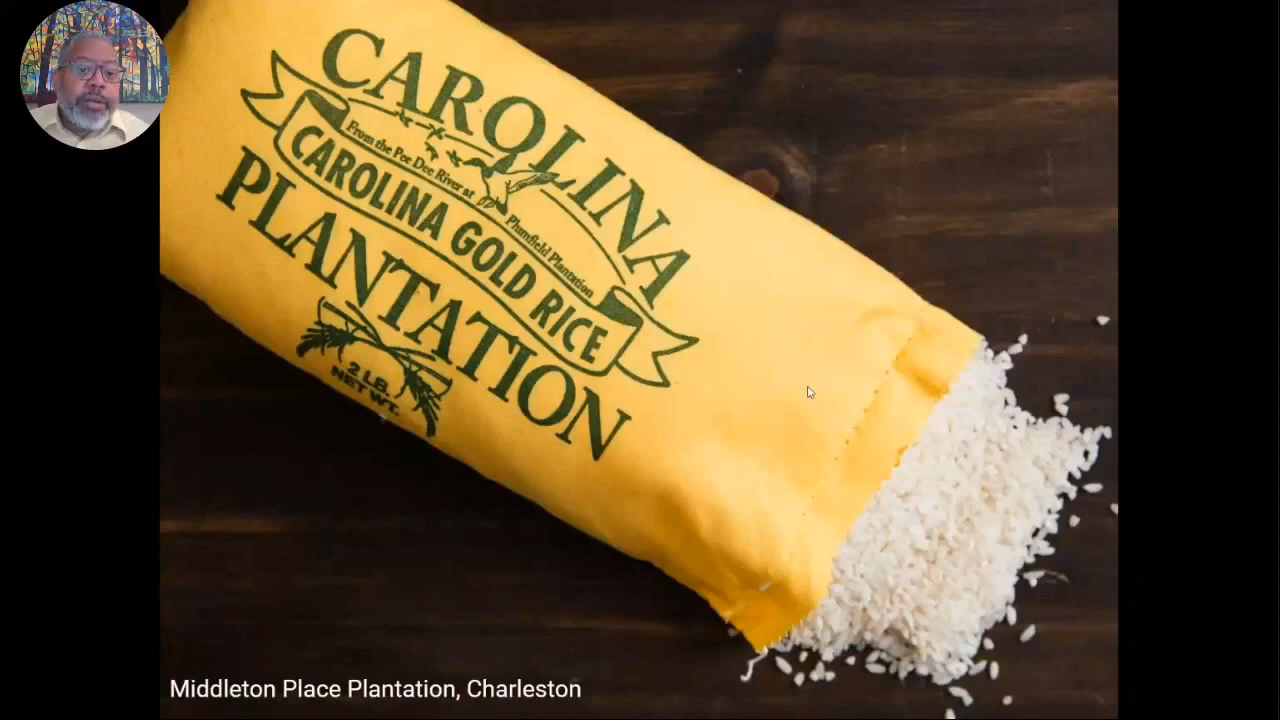 CAROLINA
From the Pee Dee River at Plumfield Plantation
CAROLINA GOLD RICE
PLANTATION
2 LB.
NET WT.
Middleton Place Plantation, Charleston